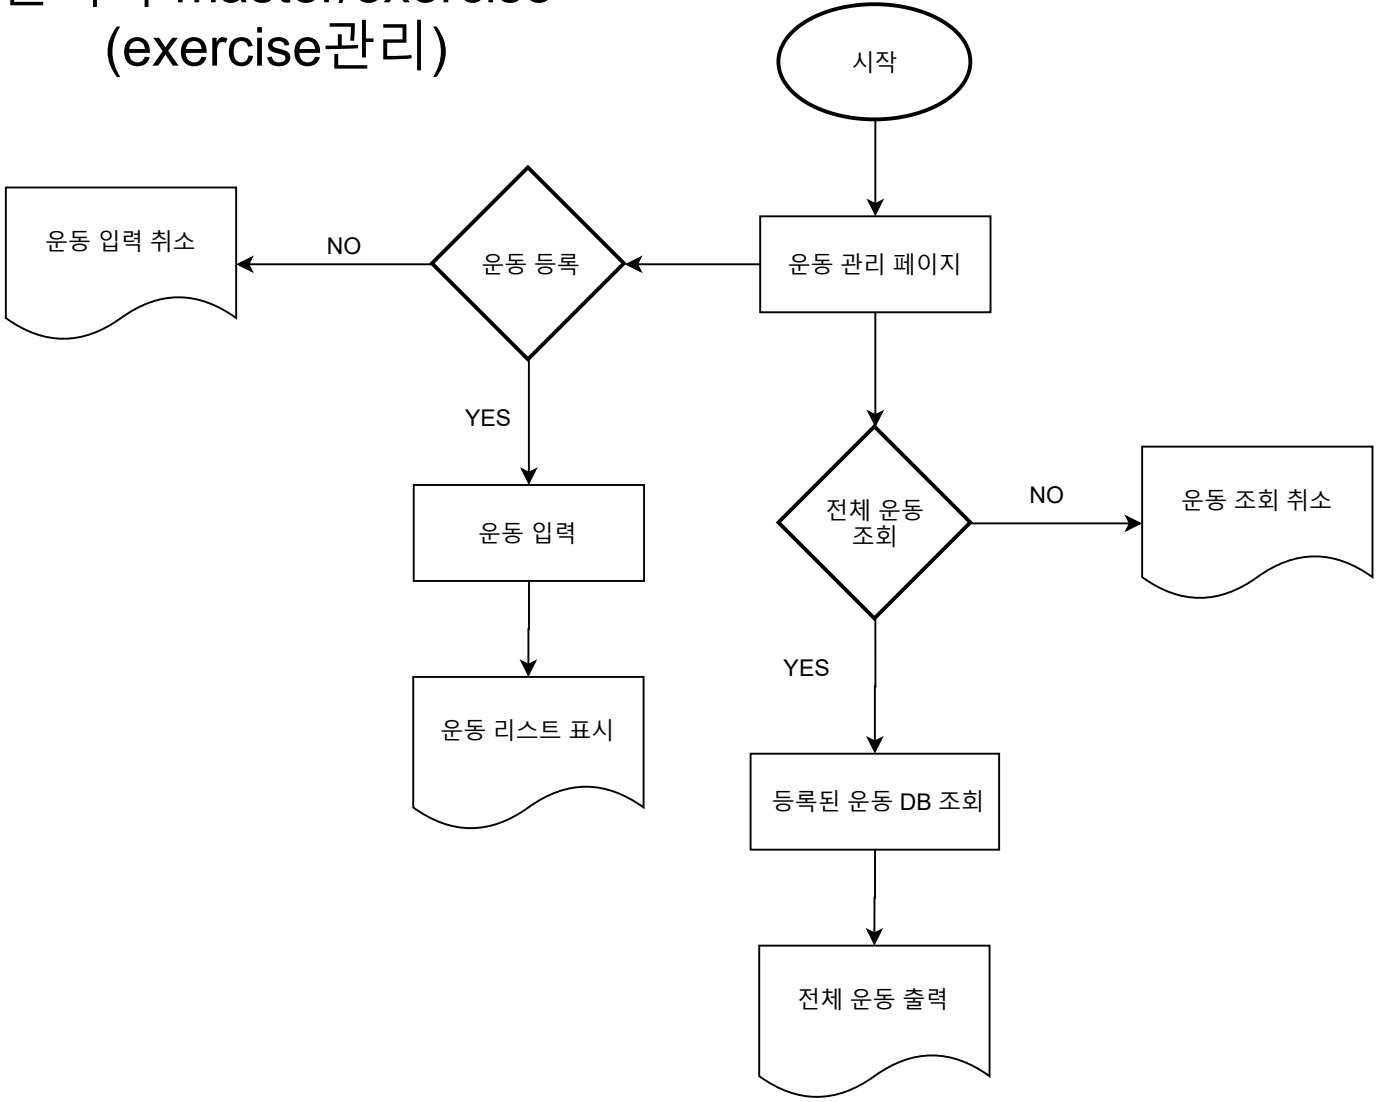 master/exercise
(exercise관리)
시작
운동 입력 취소
NO
운동 등록
운동 관리 페이지
YES
전체 운동
조회
NO
운동 조회 취소
운동 입력
YES
운동 리스트 표시
등록된 운동 DB 조회
전체 운동 출력